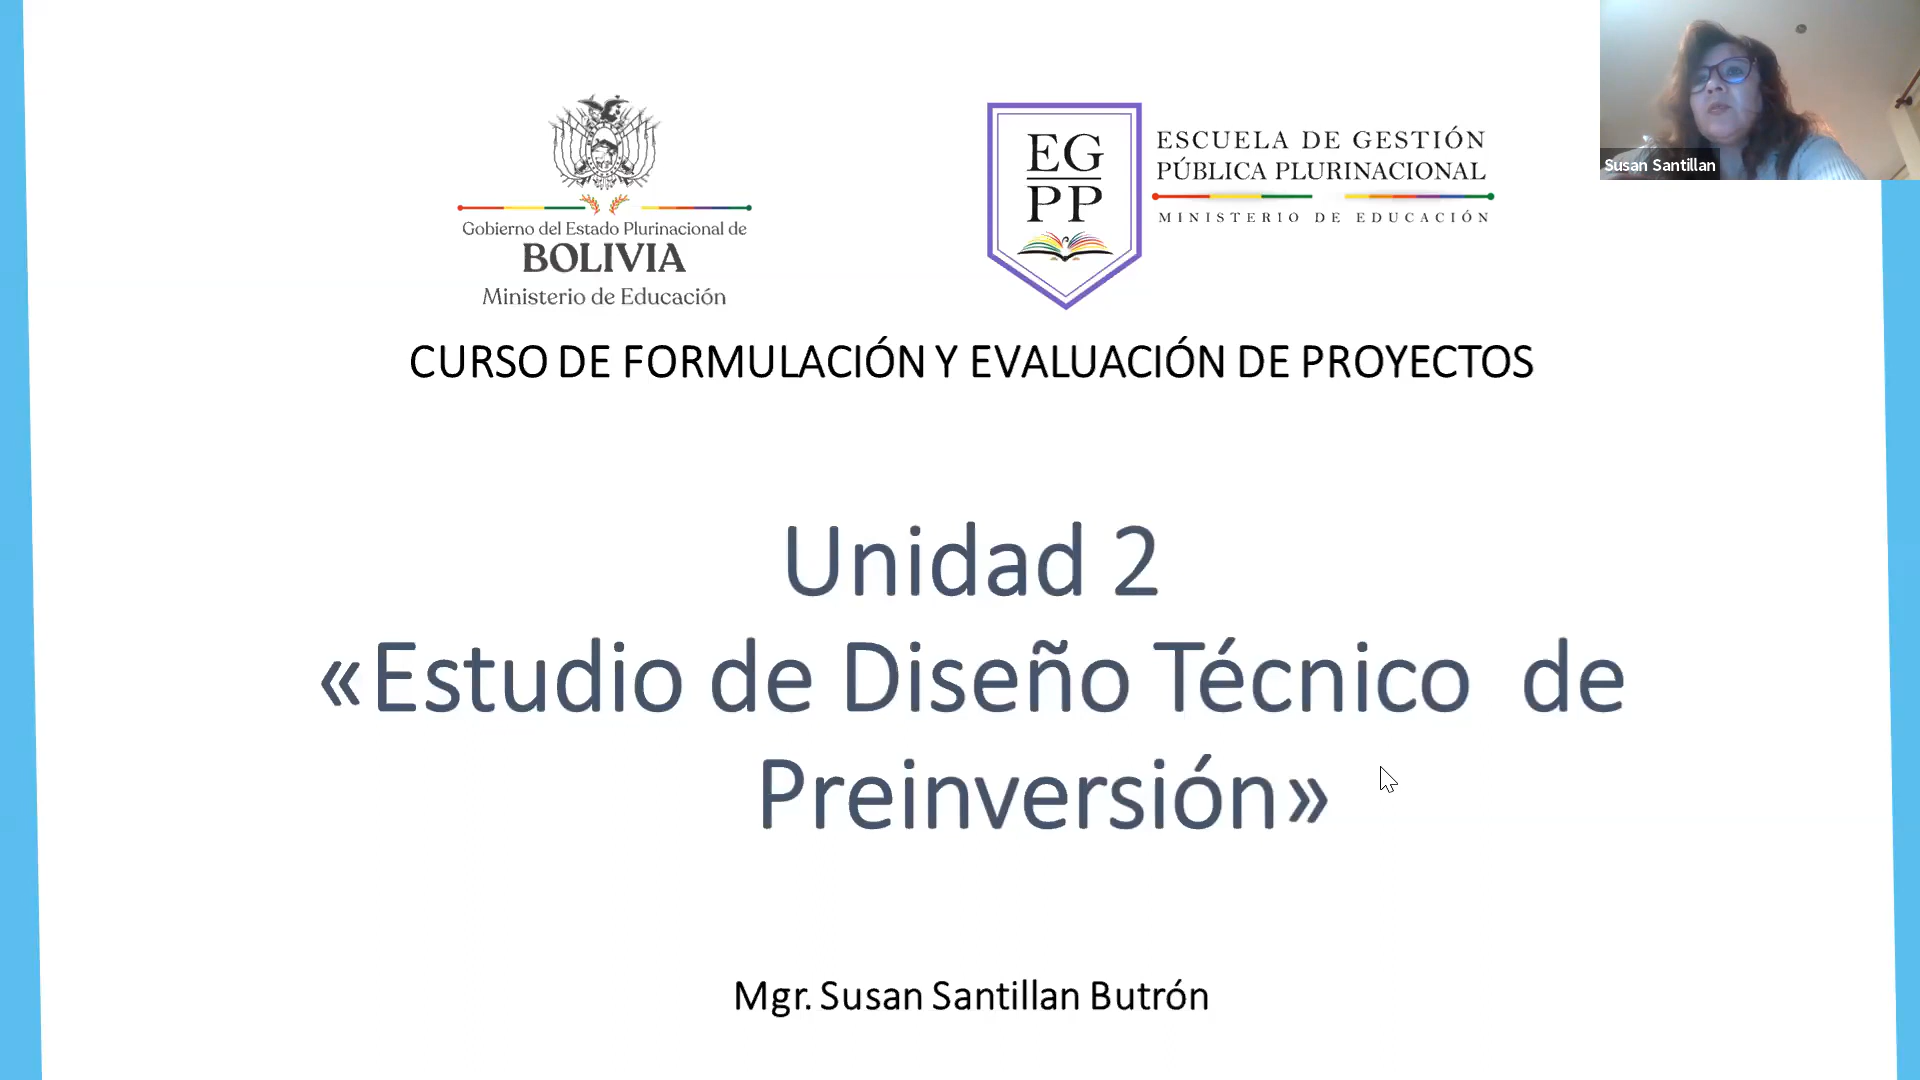 Gobierno del Estado Plurinacional de
BOLIVIA
Ministerio de Educación
EG
PP
ESCUELA DE GESTIÓN
PÚBLICA PLURINACIONAL
MINISTERIO DE EDUCACIÓN
Susan Santillan
CURSO DE FORMULACIÓN Y EVALUACIÓN DE PROYECTOS
Unidad 2
«Estudio de Diseño Técnico de
Preinversión»
Mgr. Susan Santillan Butrón